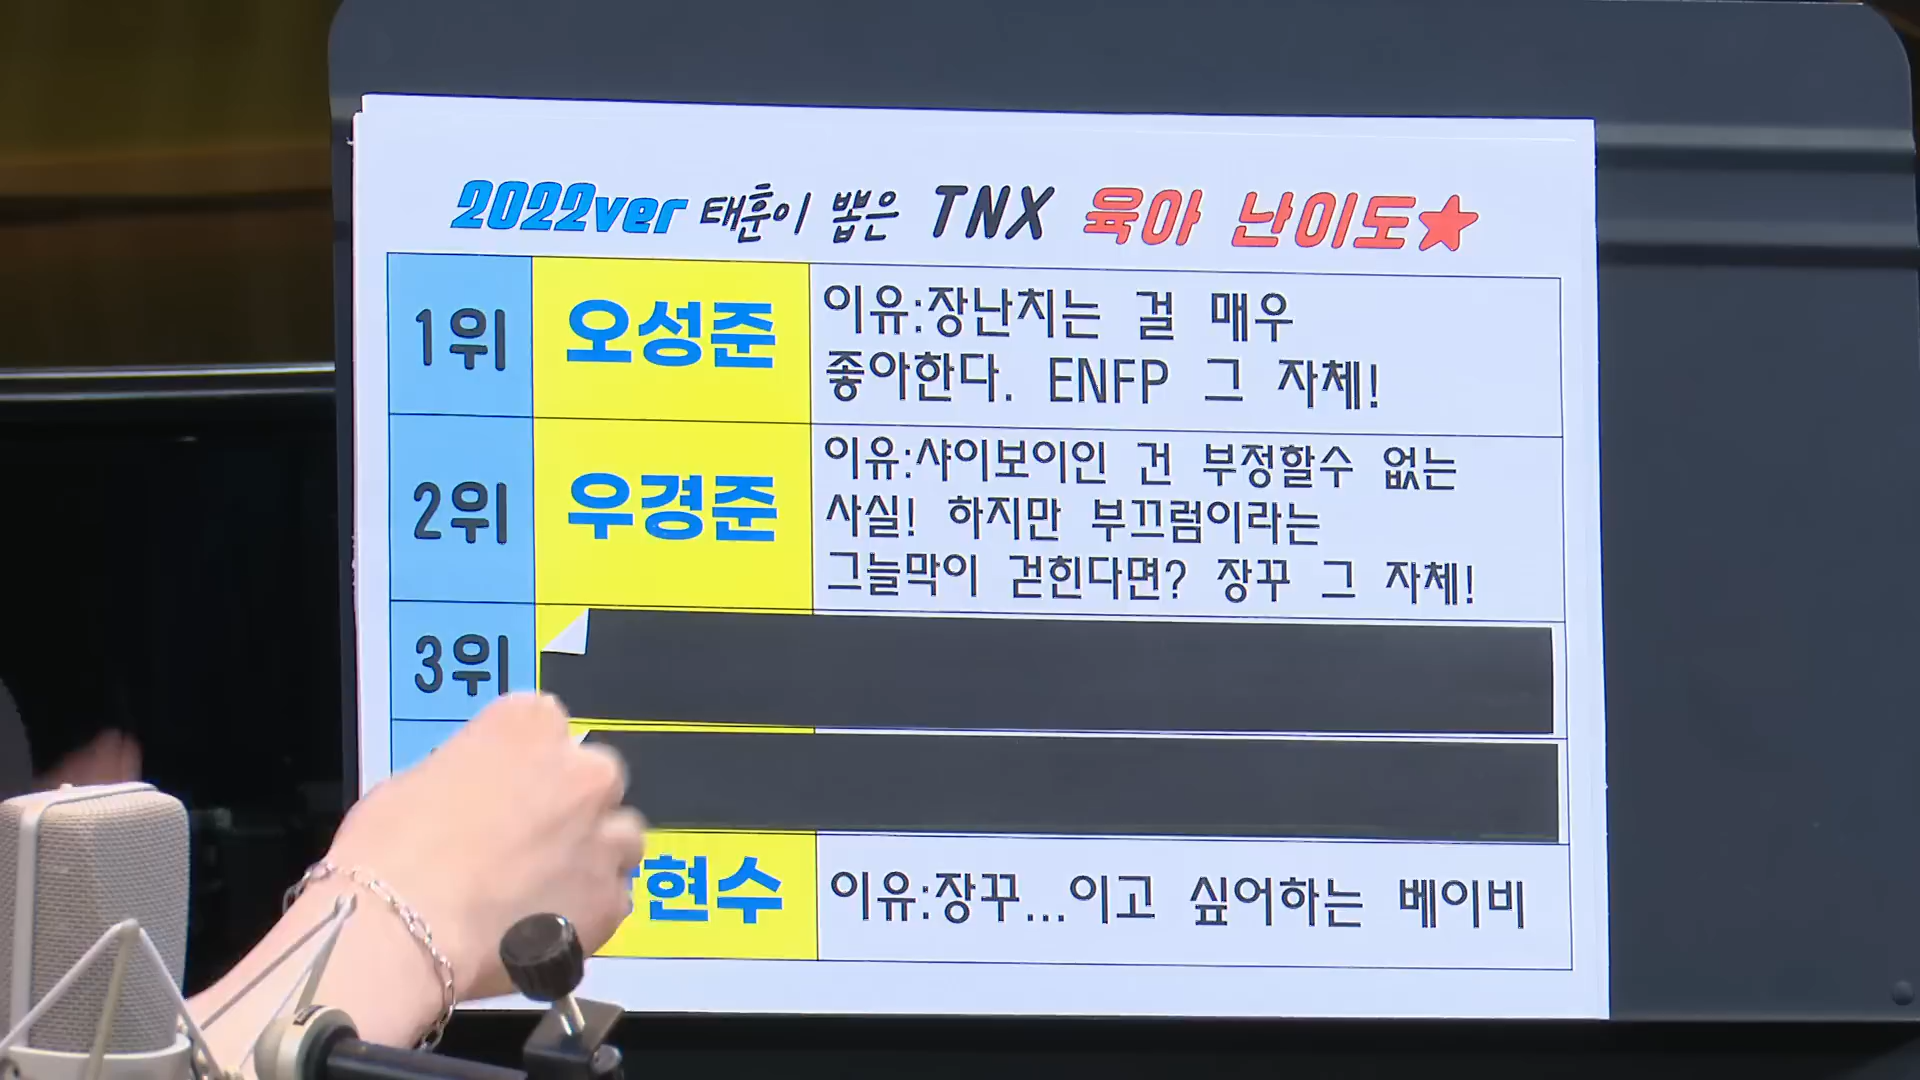 2022ver 태훈이 뽑은 TNX 육아 난이도★
1위
오성준
이유:장난치는 걸 매우
좋아한다. ENFP 그 자체!
2위
우경준
이유:샤이보이인 건 부정할수 없는
사실! 하지만 부끄럼이라는
그늘막이 걷힌다면? 장꾸 그 자체!
3위
현수
이유:장꾸...이고 싶어하는 베이비